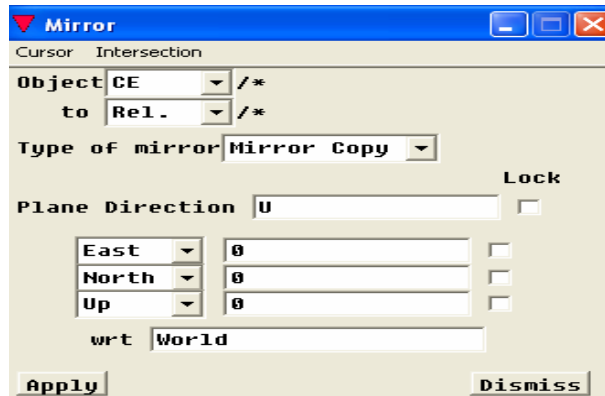 Mirror
Cursor Intersection
Object CE /*
to Rel. /*
Type of mirror Mirror Copy
Lock
Plane Direction U
East 0
North 0
Up 0
wrt World
Apply Dismiss